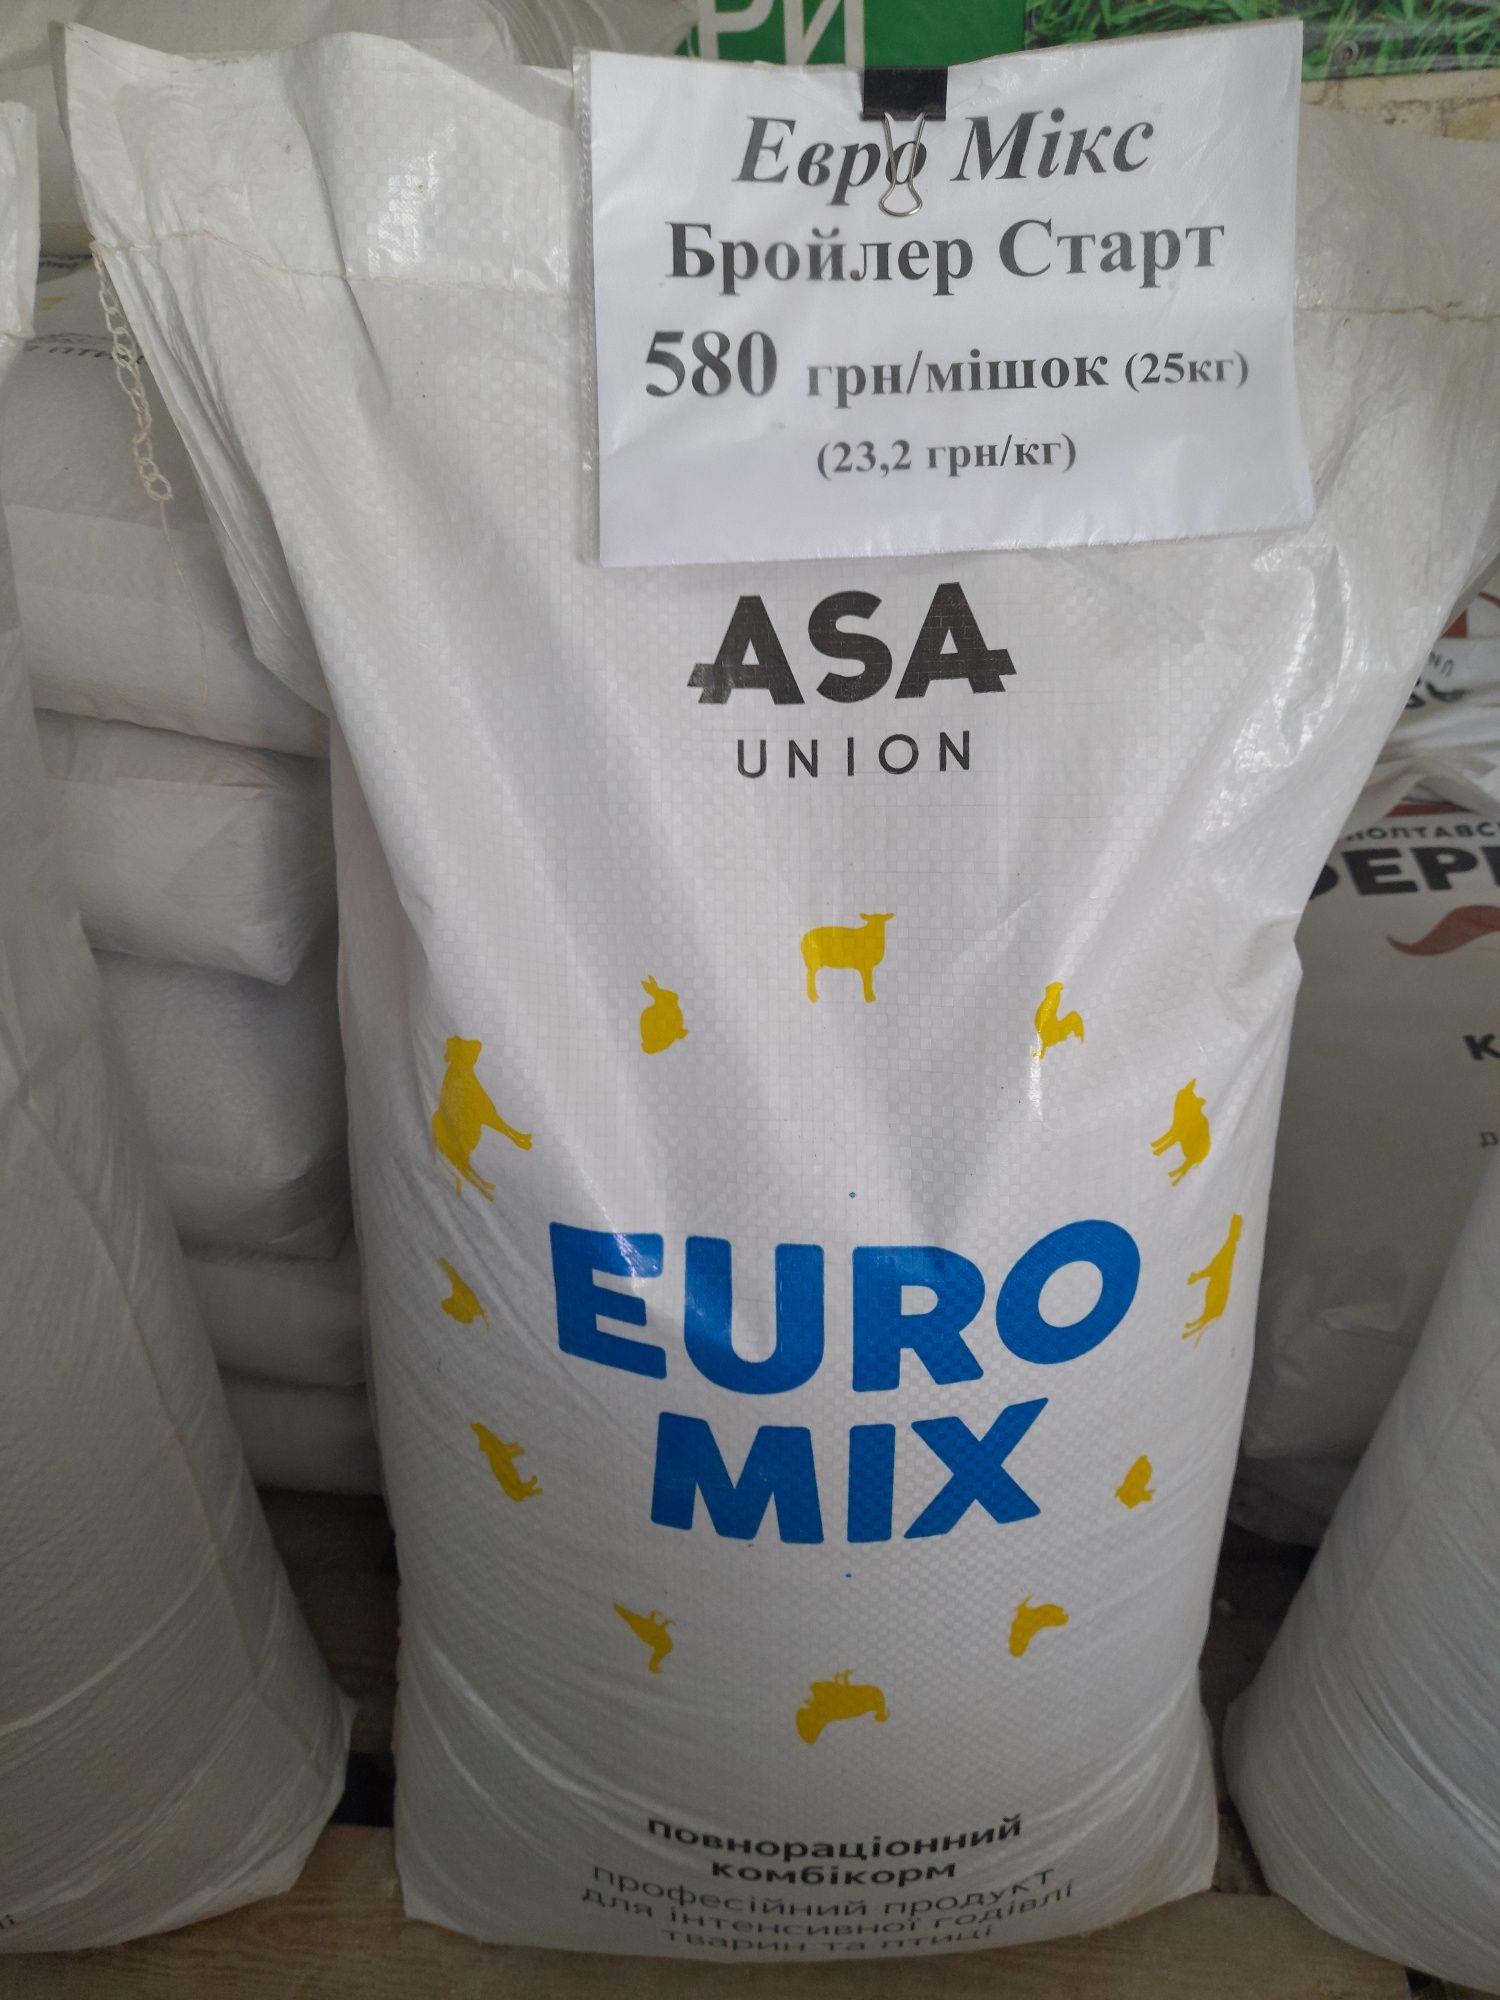 РИ
Евро Мікс
Бройлер Старт
580 грн/мішок (25кг)
(23,2 грн/кг)
ASA
UNION
EURO
MIX
повнораціонний
комбікорм
професійний продукт
для інтенсивної годівлі
тварин та птиці